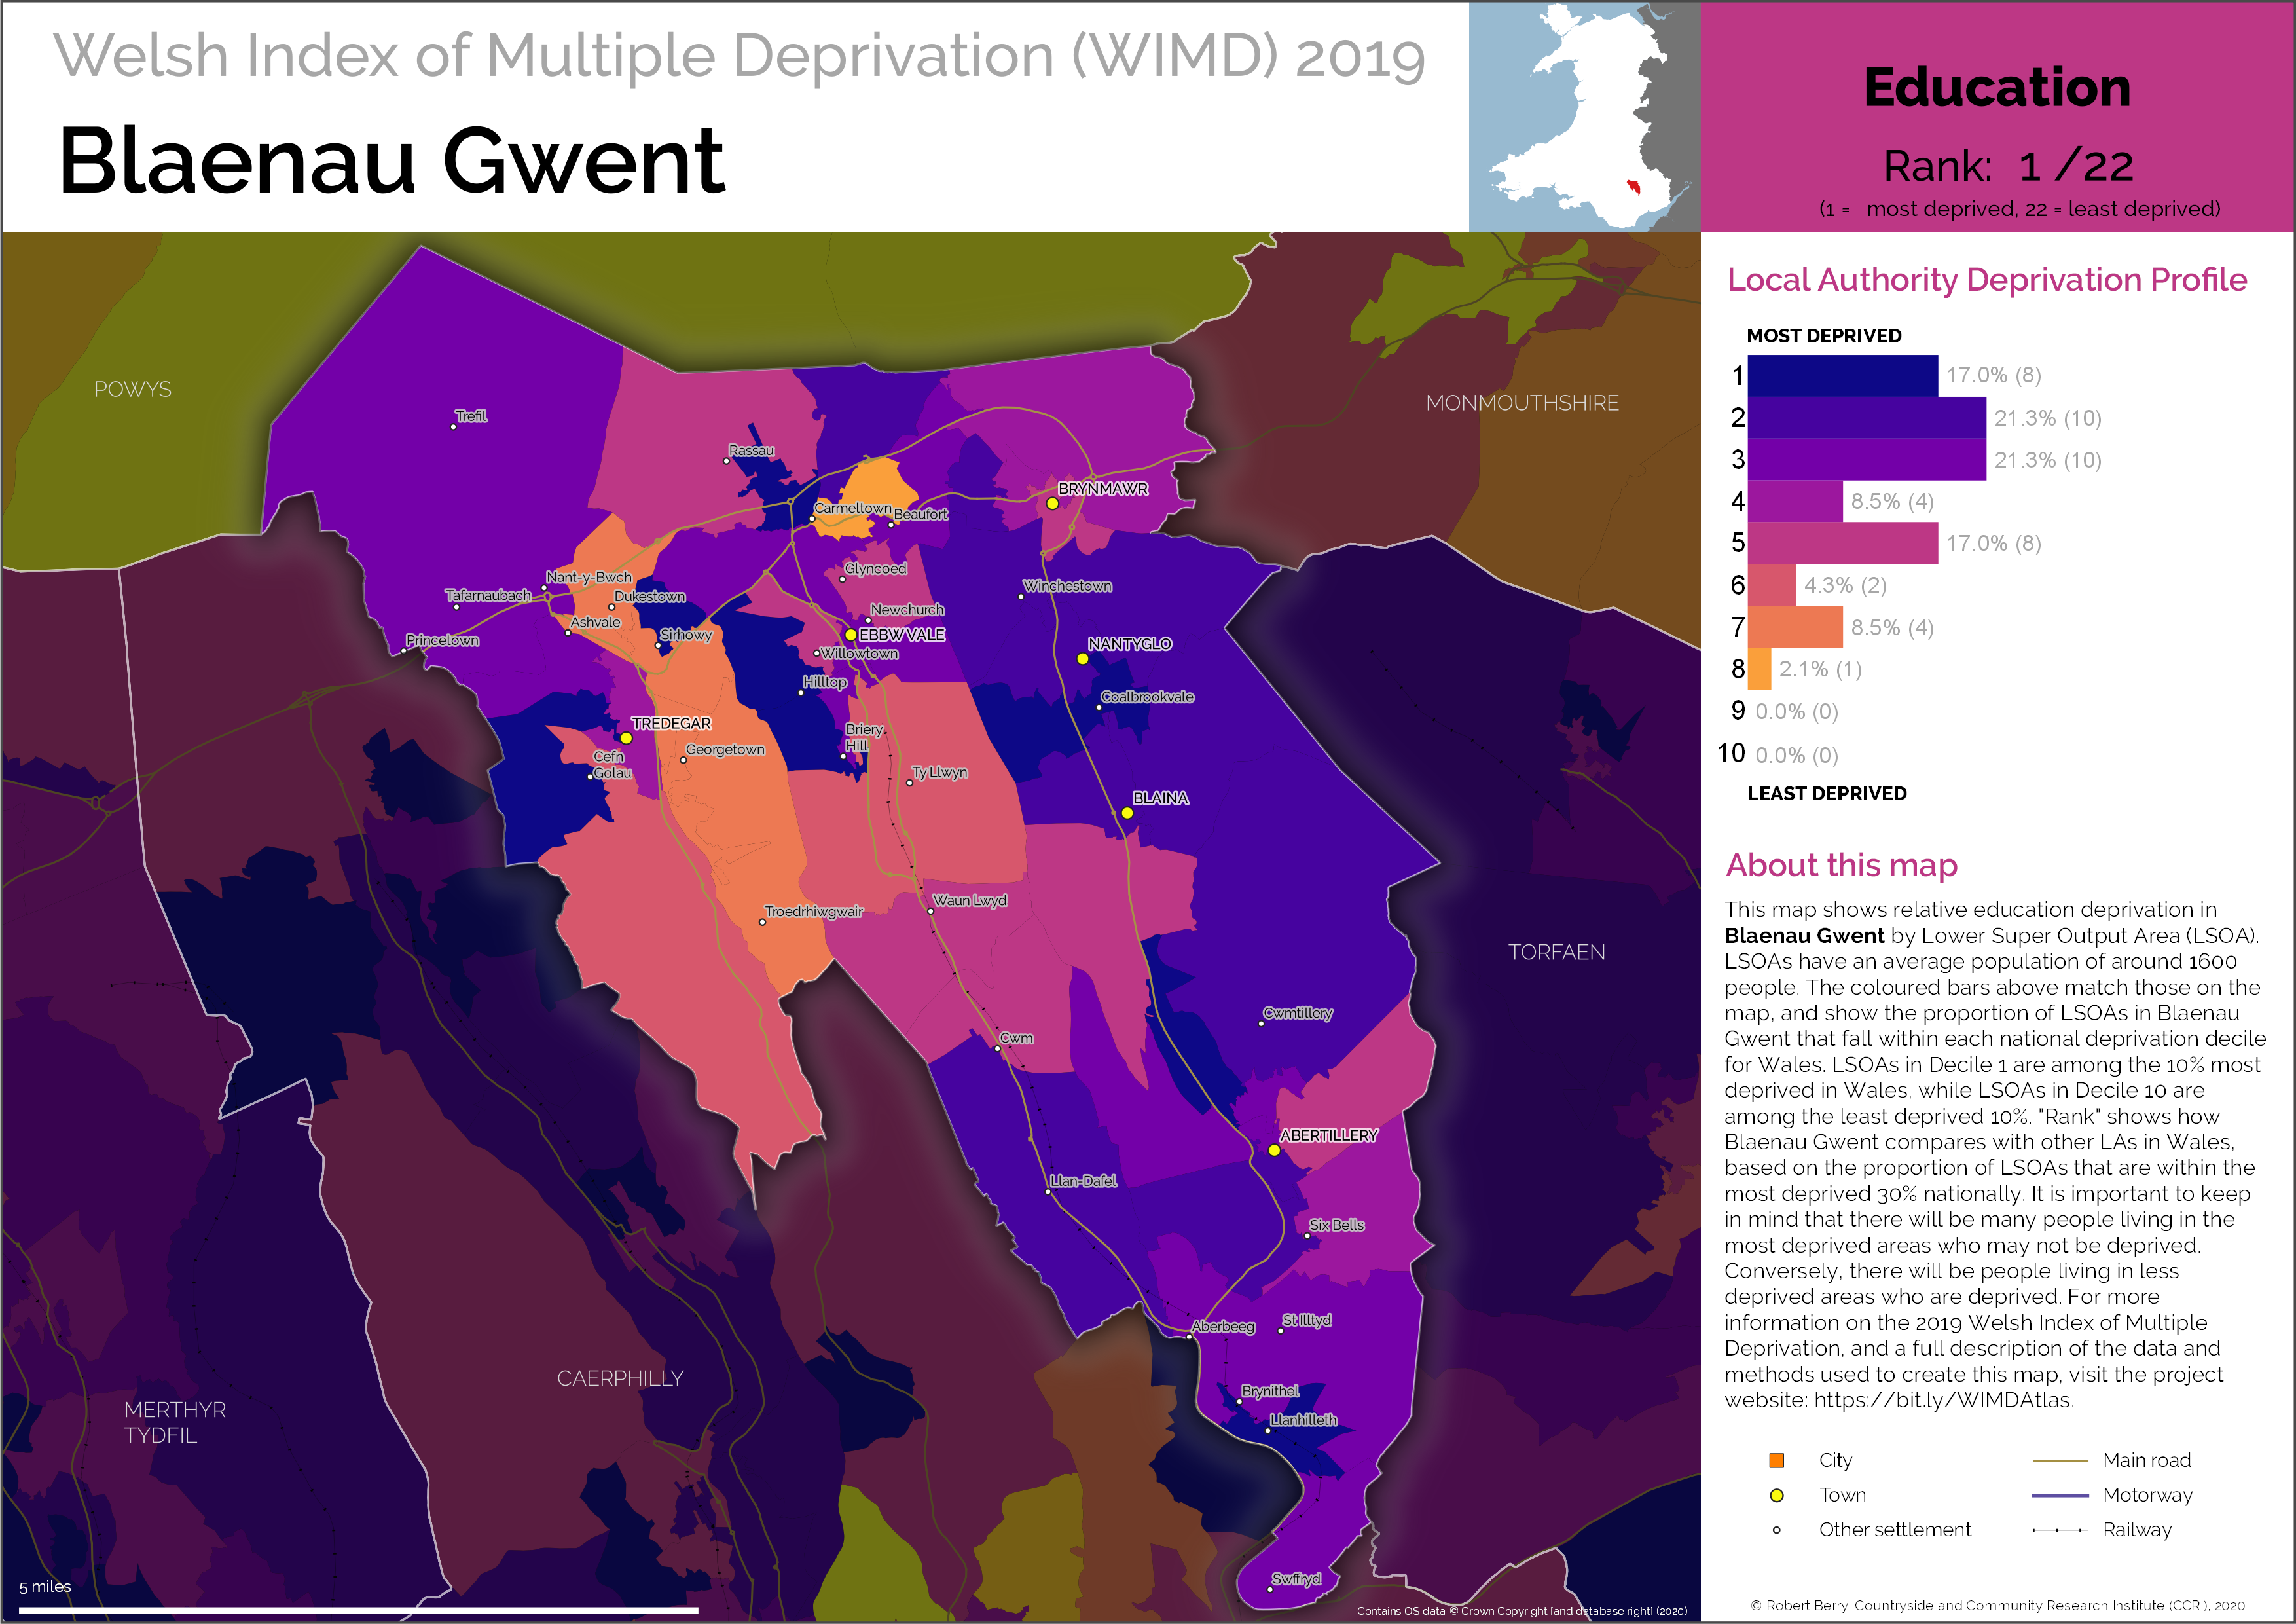 Welsh Index of Multiple Deprivation (WIMD) 2019
Blaenau Gwent
Education
Rank: 1 /22
(1 = most deprived, 22 = least deprived)
Local Authority Deprivation Profile
MOST DEPRIVED
1 17.0% (8)
2 21.3% (10)
3 21.3% (10)
4 8.5% (4)
5 17.0% (8)
6 4.3% (2)
7 8.5% (4)
8 2.1% (1)
9 0.0% (0)
10 0.0% (0)
LEAST DEPRIVED
About this map
This map shows relative education deprivation in
Blaenau Gwent by Lower Super Output Area (LSOA).
LSOAs have an average population of around 1600
people. The coloured bars above match those on the
map, and show the proportion of LSOAs in Blaenau
Gwent that fall within each national deprivation decile
for Wales. LSOAs in Decile 1 are among the 10% most
deprived in Wales, while LSOAs in Decile 10 are
among the least deprived 10%. "Rank" shows how
Blaenau Gwent compares with other LAs in Wales,
based on the proportion of LSOAs that are within the
most deprived 30% nationally. It is important to keep
in mind that there will be many people living in the
most deprived areas who may not be deprived.
Conversely, there will be people living in less
deprived areas who are deprived. For more
information on the 2019 Welsh Index of Multiple
Deprivation, and a full description of the data and
methods used to create this map, visit the project
website: https://bit.ly/WIMDAtlas.
City
Town
Other settlement
Main road
Motorway
Railway
© Robert Berry, Countryside and Community Research Institute (CCRI), 2020
POWYS
MONMOUTHSHIRE
Trefil
Rassau
BRYNMAWR
Carmeltown
Beaufort
Glyncoed
Nant-y-Bwch
Winchestown
Tafarnaubach
Dukestown
Newchurch
Ashvale
Sirhowy
EBBW VALE
Princetown
NANTYGLO
Willowtown
Hilltop
Coalbrookvale
TREDEGAR
Briery
Hill
Georgetown
Cefn
Golau
Ty Llwyn
BLAINA
Waun Lwyd
Troedrhiwgwair
TORFAEN
Cwmtillery
Cwm
ABERTILLERY
Llan-Dafel
Six Bells
St Illtyd
Aberbeeg
CAERPHILLY
Brynithel
MERTHYR
TYDFIL
Llanhilleth
Swffryd
5 miles
Contains OS data © Crown Copyright [and database right] (2020)